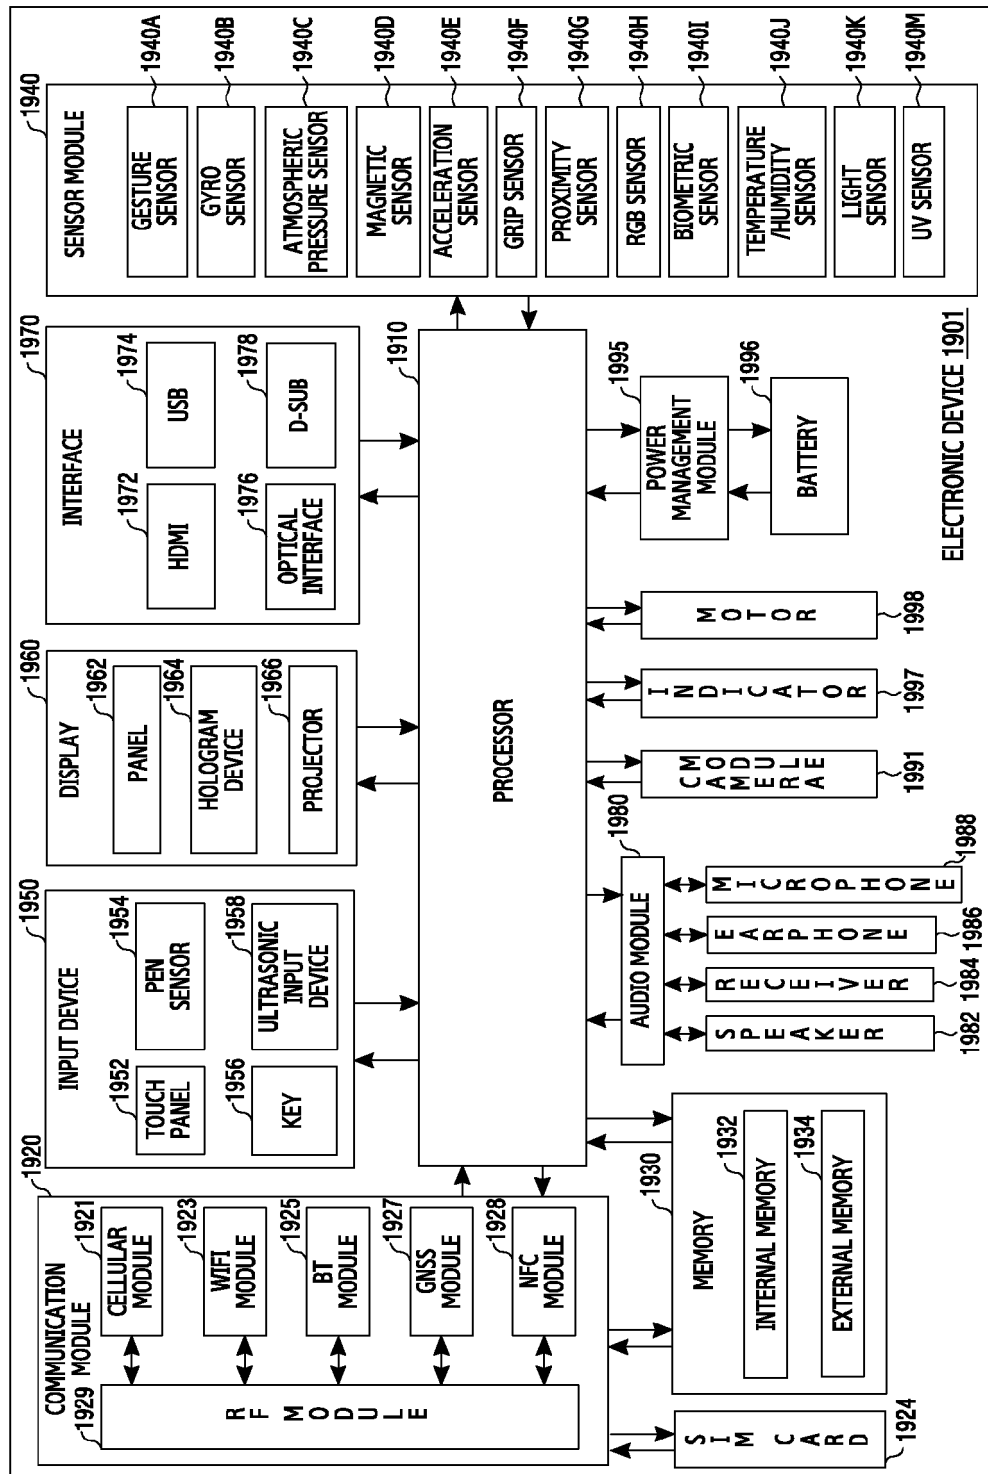 COMMUNICATION
MODULE
1920
1929
RF MODULE
CELLULAR
MODULE
1921
WIFI
MODULE
1923
BT
MODULE
1925
GNSS
MODULE
1927
NFC
MODULE
1928
INPUT DEVICE
1950
TOUCH
PANEL
1952
PEN
SENSOR
1954
KEY
1956
ULTRASONIC
INPUT
DEVICE
1958
DISPLAY
1960
PANEL
1962
HOLOGRAM
DEVICE
1964
PROJECTOR
1966
INTERFACE
1970
HDMI
1972
USB
1974
OPTICAL
INTERFACE
1976
D-SUB
1978
SENSOR MODULE
1940
GESTURE
SENSOR
1940A
GYRO
SENSOR
1940B
ATMOSPHERIC
PRESSURE SENSOR
1940C
MAGNETIC
SENSOR
1940D
ACCELERATION
SENSOR
1940E
GRIP SENSOR
1940F
PROXIMITY
SENSOR
1940G
RGB SENSOR
1940H
BIOMETRIC
SENSOR
1940I
TEMPERATURE
/HUMIDITY
SENSOR
1940J
LIGHT
SENSOR
1940K
UV SENSOR
1940M
PROCESSOR
1910
SIM CARD
1924
MEMORY
1930
INTERNAL MEMORY
1932
EXTERNAL MEMORY
1934
AUDIO MODULE
1980
SPEAKER
1982
RECEIVER
1984
EARPHONE
1986
MICROPHONE
1988
CAMERA
MODULE
1991
INDICATOR
1997
MOTOR
1998
POWER
MANAGEMENT
MODULE
1995
BATTERY
1996
ELECTRONIC DEVICE 1901